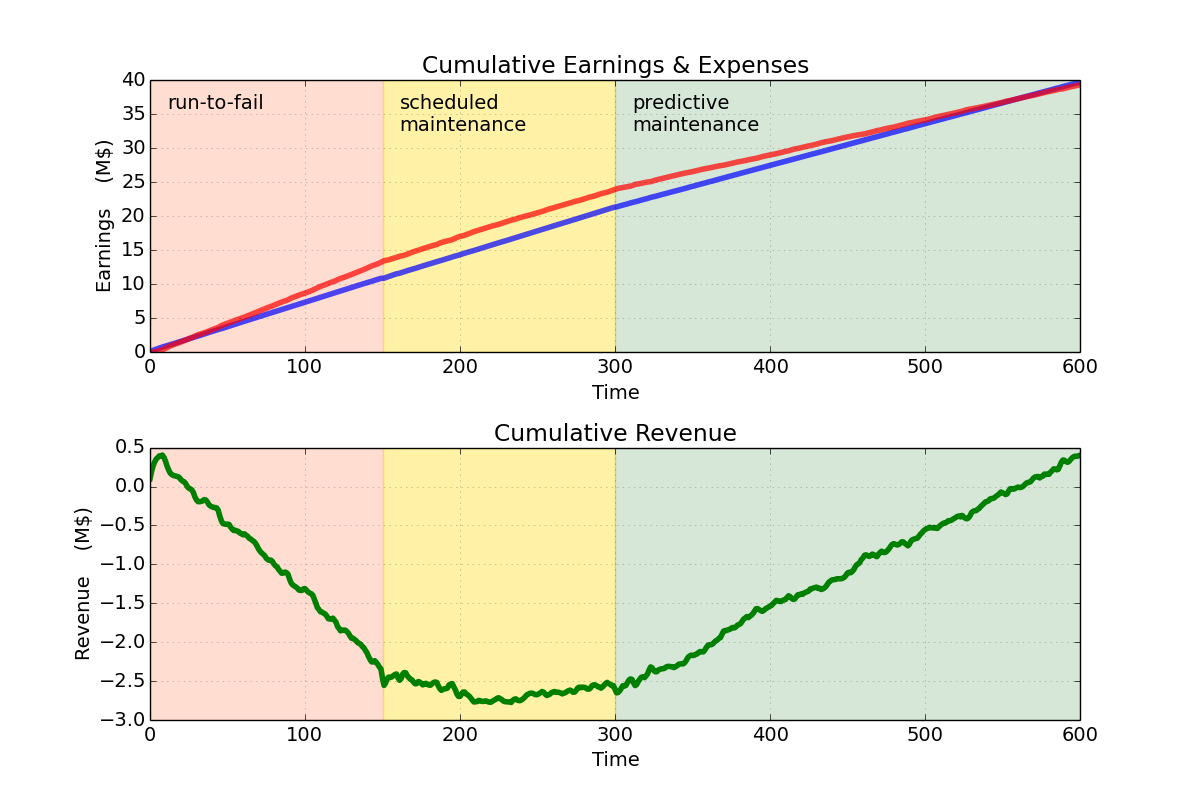 Cumulative Earnings & Expenses
40
35
30
25
20
15
10
5
0
Earnings (M$)
run-to-fail
scheduled
maintenance
predictive
maintenance
0 100 200 300 400 500 600
Time
Cumulative Revenue
0.5
0.0
−0.5
−1.0
−1.5
−2.0
−2.5
−3.0
Revenue (M$)
0 100 200 300 400 500 600
Time